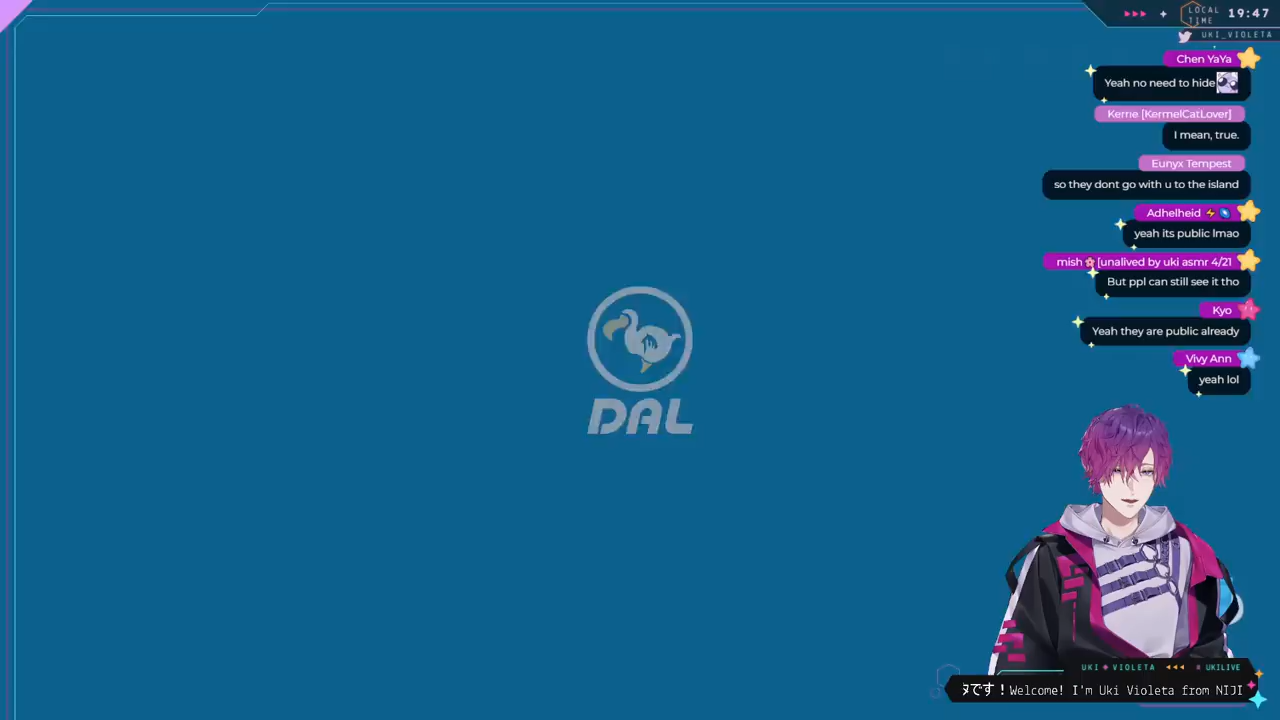 LOCAL
TIME
19:47
UKI_VIOLETA
Chen YaYa
Yeah no need to hide
Kerrie [KermelCatLover]
I mean, true.
Eunyx Tempest
so they dont go with u to the island
Adhelheid
yeah its public lmao
mish [unalived by uki asmr 4/21
But ppl can still see it tho
Kyo
Yeah they are public already
Vivy Ann
yeah lol
DAL
UKI VIOLETA
UKILIVE
です！Welcome! I'm Uki Violeta from NIJI